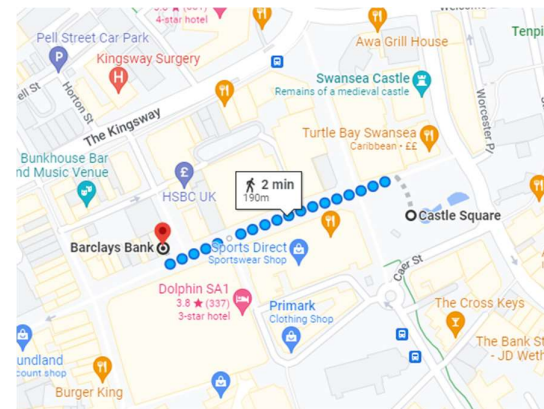 4-star hotel
Pell Street Car Park
Kingsway Surgery
Awa Grill House
Horton St
Swansea Castle
Remains of a medieval castle
Worcester Pl
The Kingsway
Turtle Bay Swansea
Caribbean • ££
Bunkhouse Bar
nd Music Venue
HSBC UK
2 min
190m
Castle Square
Barclays Bank
Sports Direct
Sportswear Shop
Caer St
Dolphin SA1
3.8 ★ (337)
3-star hotel
Primark
Clothing Shop
The Cross Keys
The Bank St
- JD Weth
undland
count shop
Burger King